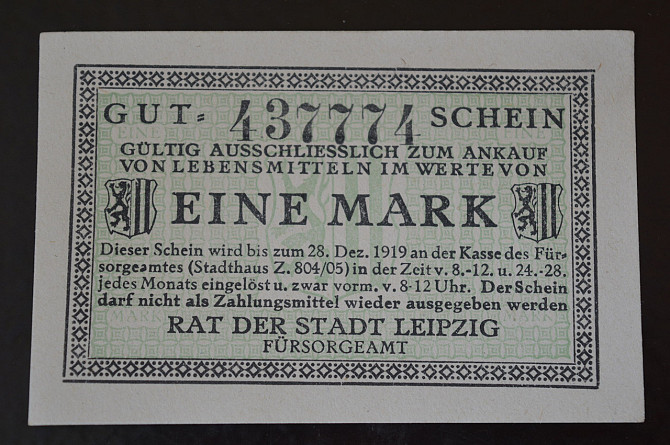 GUT= 437774 SCHEIN
GÜLTIG AUSSCHLIESSLICH ZUM ANKAUF
VON LEBENSMITTELN IM WERTE VON
EINE MARK
Dieser Schein wird bis zum 28. Dez. 1919 an der Kasse des Für-
sorgeamtes (Stadthaus Z. 804/05) in der Zeit v. 8.-12. u. 24.-28.
jedes Monats eingelöst u. zwar vorm. v. 8-12 Uhr. Der Schein
darf nicht als Zahlungsmittel wieder ausgegeben werden
RAT DER STADT LEIPZIG
FÜRSORGEAMT